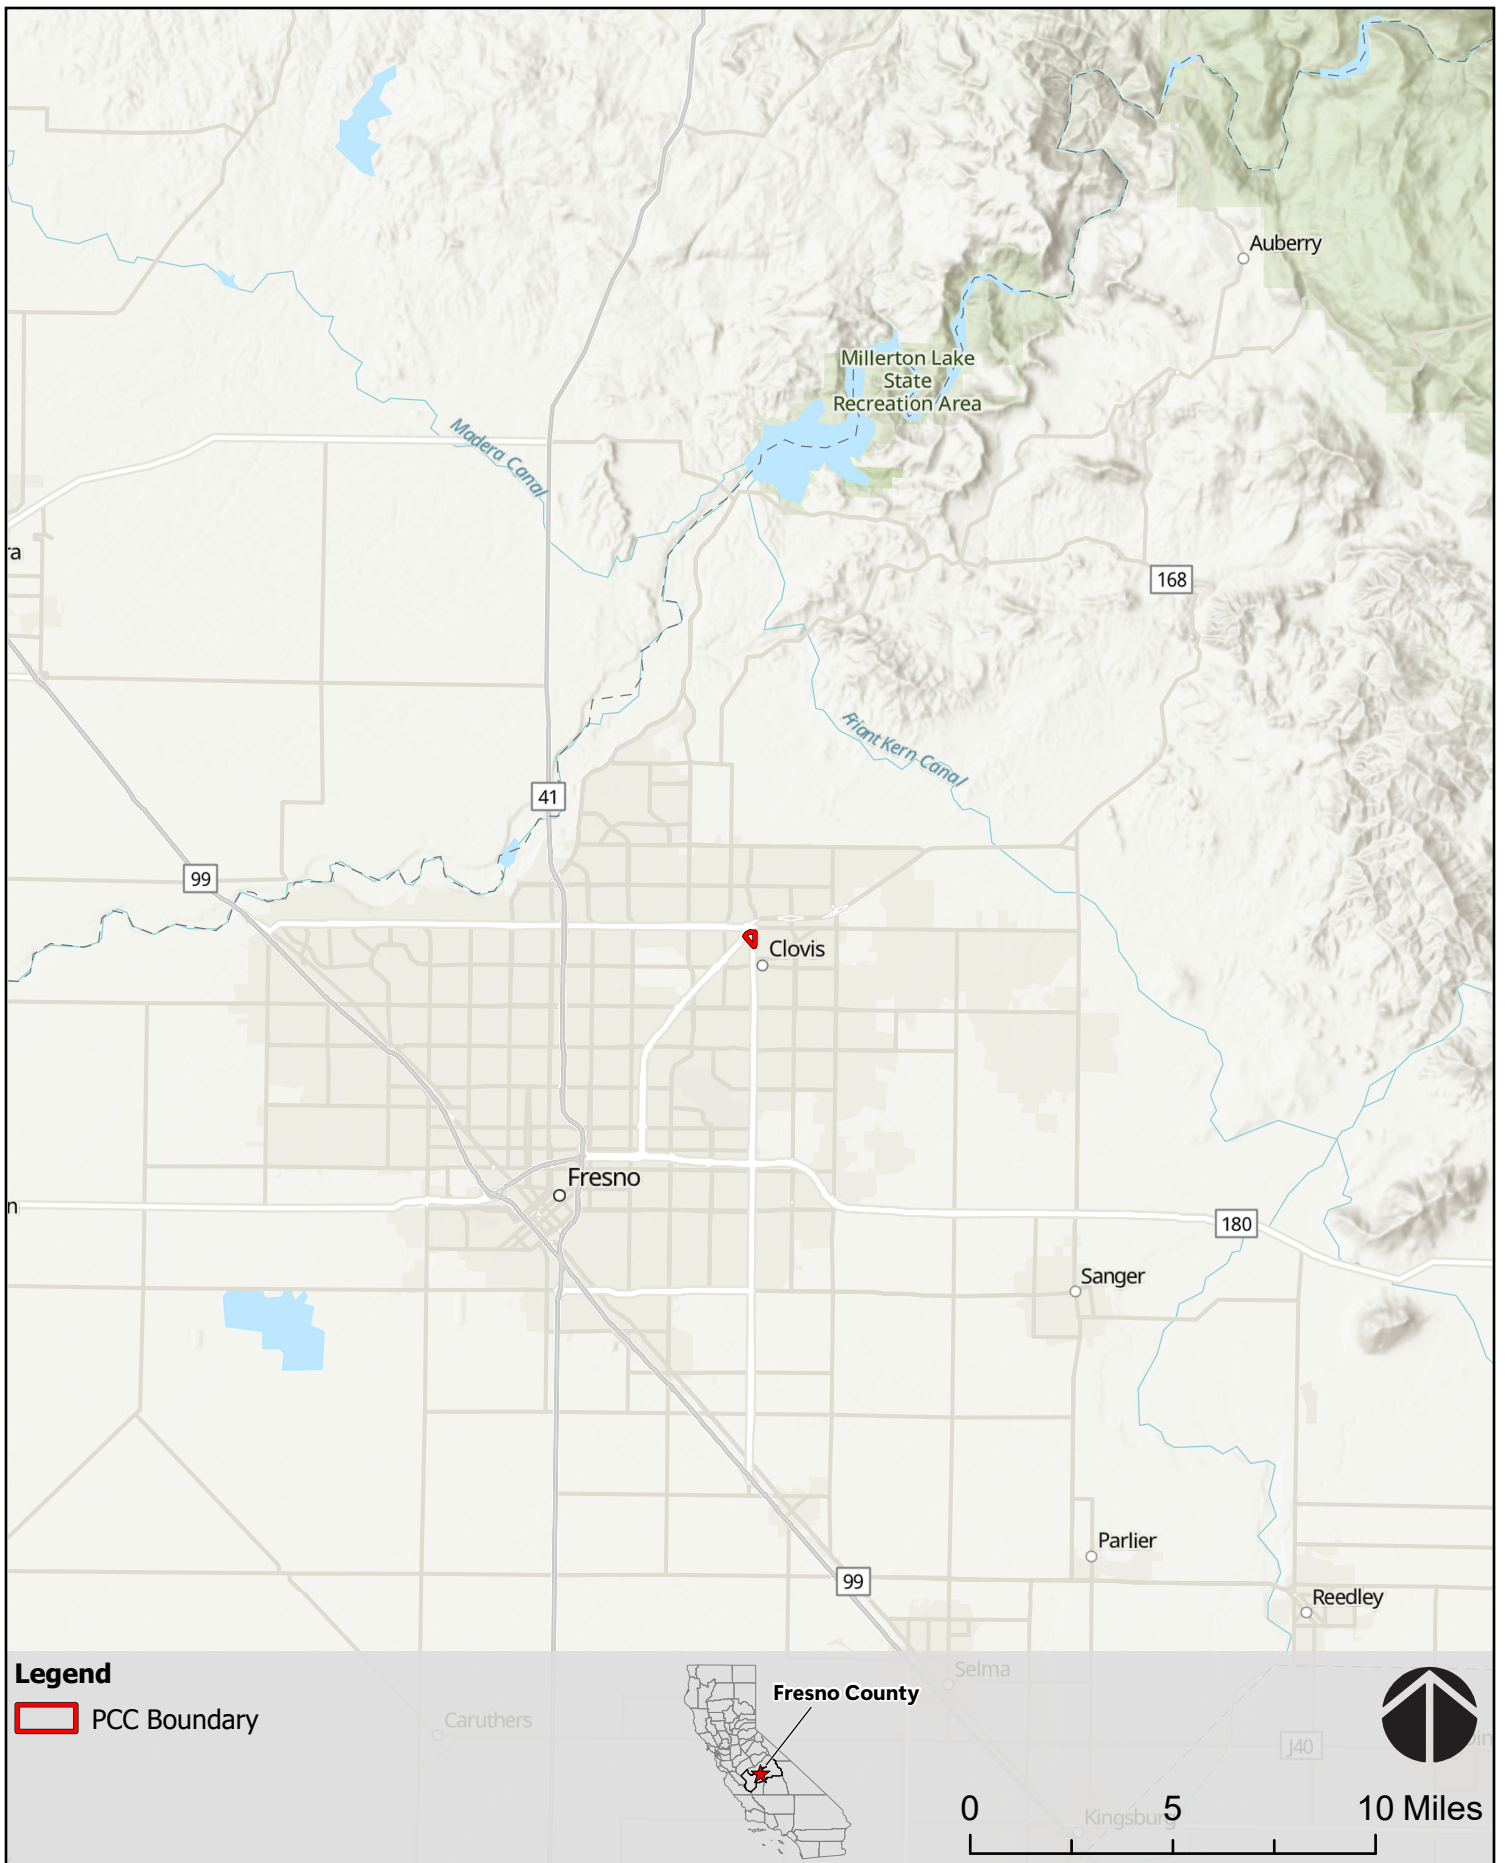 Auberry
Millerton Lake
State
Recreation Area
Madera Canal
ra
168
Friant Kern Canal
41
99
Clovis
Fresno
n
180
Sanger
Parlier
99
Reedley
Legend
PCC Boundary
Caruthers
Fresno County
Selma
J40
Kingsburg
0 5 10 Miles